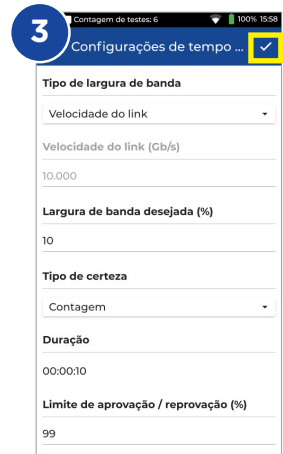 3
Contagem de testes: 6 100% 15:58
Configurações de tempo ...
Tipo de largura de banda
Velocidade do link
Velocidade do link (Gb/s)
10.000
Largura de banda desejada (%)
10
Tipo de certeza
Contagem
Duração
00:00:10
Limite de aprovação / reprovação (%)
99